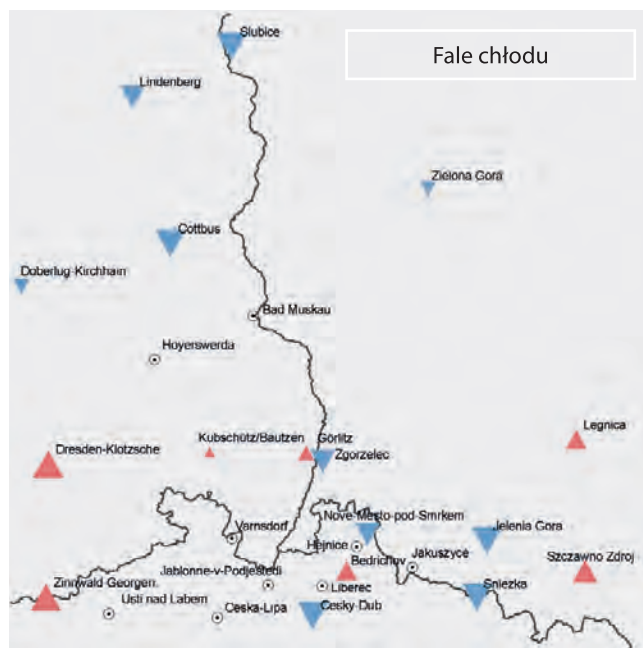 Slubice
Fale chłodu
Lindenberg
Zielona Gora
Cottbus
Doberlug-Kirchhain
Bad Muskau
Hoyerswerda
Legnica
Kubschütz/Bautzen
Görlitz
Dresden-Klotzsche
Zgorzelec
Nove-Mesto-pod-Smrkem
Varnsdorf
Jelenia Gora
Hejnice
Bedrichov
Jakuszyce
Szczawno Zdroj
Jablonne-v-Podjestedi
Zinnwald Georgen.
Liberec
Sniezka
Usti nad Labem
Ceska-Lipa
Cesky-Dub